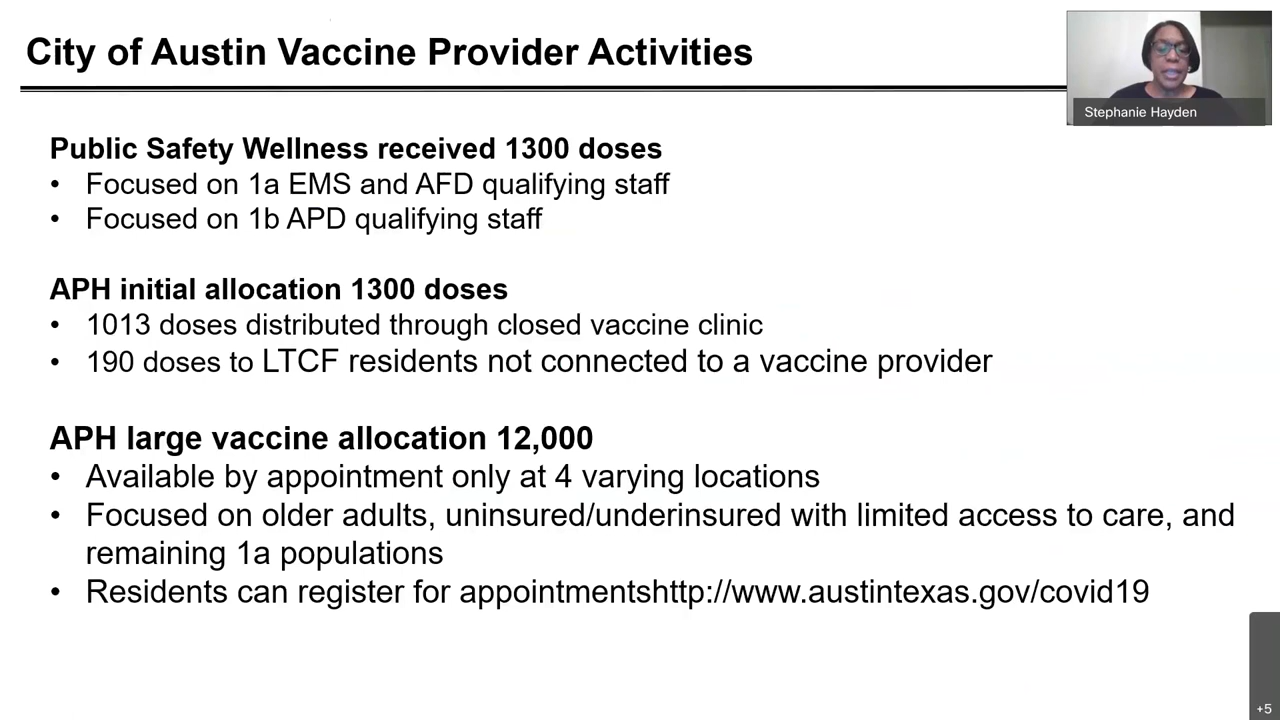 City of Austin Vaccine Provider Activities
Stephanie Hayden
Public Safety Wellness received 1300 doses
• Focused on 1a EMS and AFD qualifying staff
• Focused on 1b APD qualifying staff
APH initial allocation 1300 doses
• 1013 doses distributed through closed vaccine clinic
• 190 doses to LTCF residents not connected to a vaccine provider
APH large vaccine allocation 12,000
• Available by appointment only at 4 varying locations
• Focused on older adults, uninsured/underinsured with limited access to care, and
remaining 1a populations
• Residents can register for appointmentshttp://www.austintexas.gov/covid19
+5